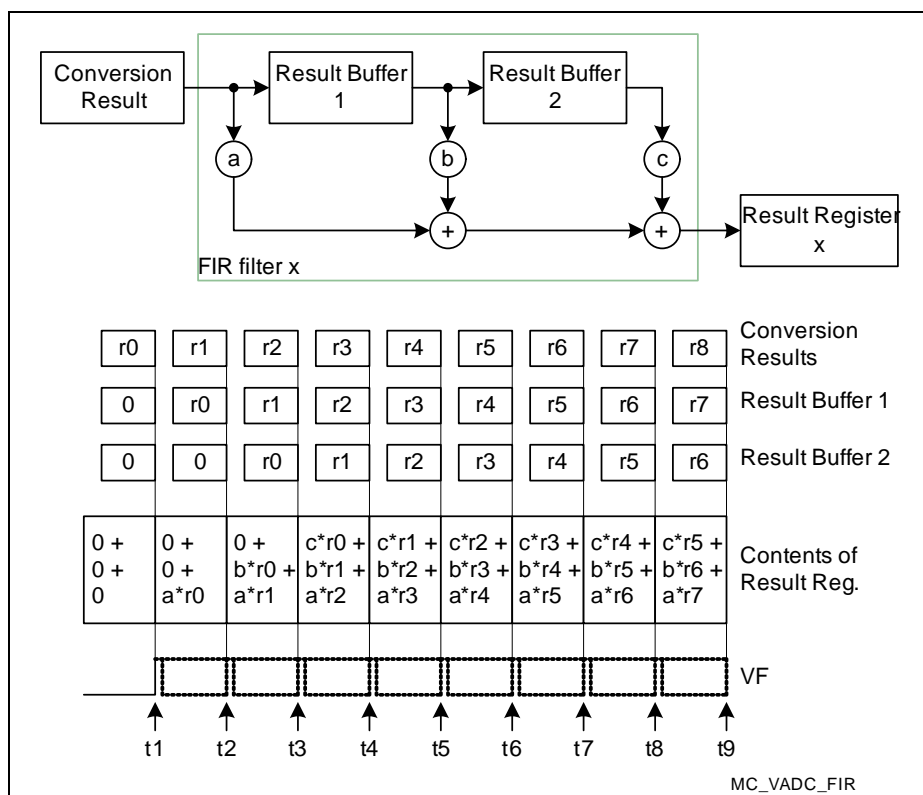 Conversion
Result
Result Buffer
1
Result Buffer
2
a
b
c
+
+
Result Register
x
FIR filter x
r0 r1 r2 r3 r4 r5 r6 r7 r8
Conversion
Results
0 r0 r1 r2 r3 r4 r5 r6 r7
Result Buffer 1
0 0 r0 r1 r2 r3 r4 r5 r6
Result Buffer 2
0 +
0 +
0
0 +
0 +
a*r0
0 +
b*r0 +
a*r1
c*r0 +
b*r1 +
a*r2
c*r1 +
b*r2 +
a*r3
c*r2 +
b*r3 +
a*r4
c*r3 +
b*r4 +
a*r5
c*r4 +
b*r5 +
a*r6
c*r5 +
b*r6 +
a*r7
Contents of
Result Reg.
VF
t1 t2 t3 t4 t5 t6 t7 t8 t9
MC_VADC_FIR